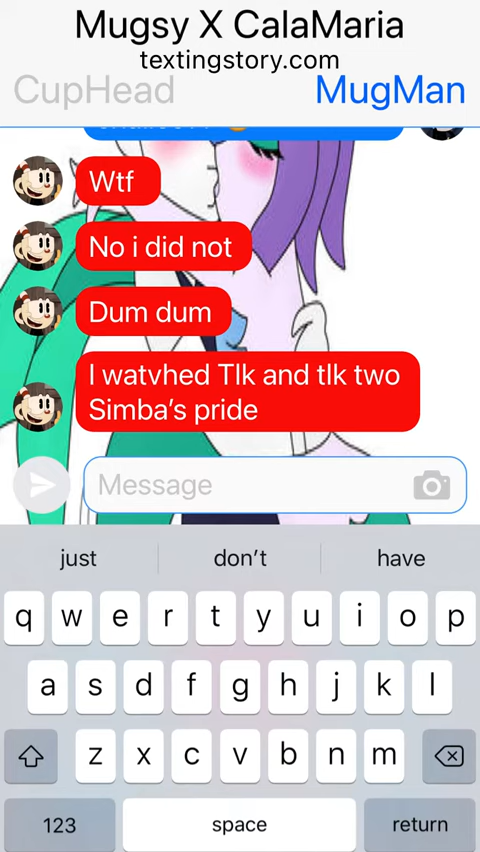 Mugsy X CalaMaria
textingstory.com
CupHead
MugMan
Wtf
No i did not
Dum dum
I watvhed Tlk and tlk two
Simba's pride
Message
just don't have
q w e r t y u i o p
a s d f g h j k l
z x c v b n m
123 space return